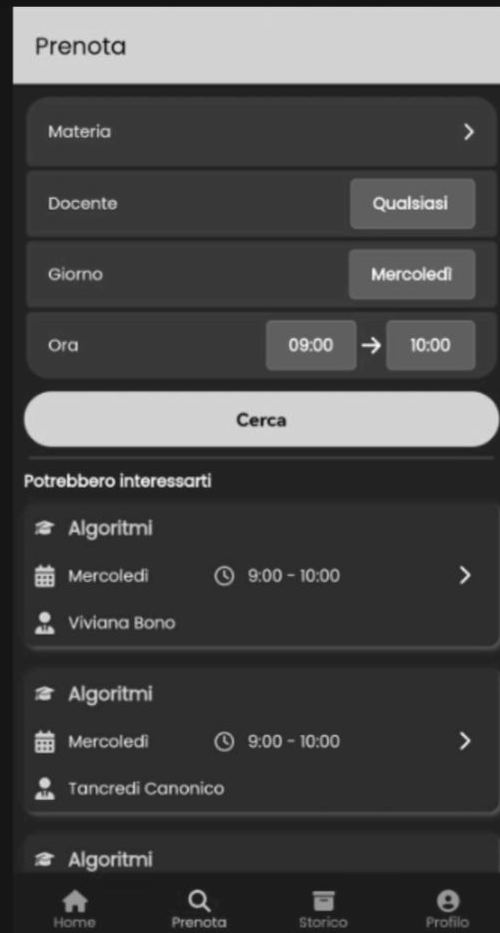 Prenota
Materia
Docente Qualsiasi
Giorno Mercoledì
Ora 09:00 → 10:00
Cerca
Potrebbero interessarti
Algoritmi
Mercoledì 9:00 - 10:00
Viviana Bono
Algoritmi
Mercoledì 9:00 - 10:00
Tancredi Canonico
Algoritmi
Home Prenota Storico Profilo